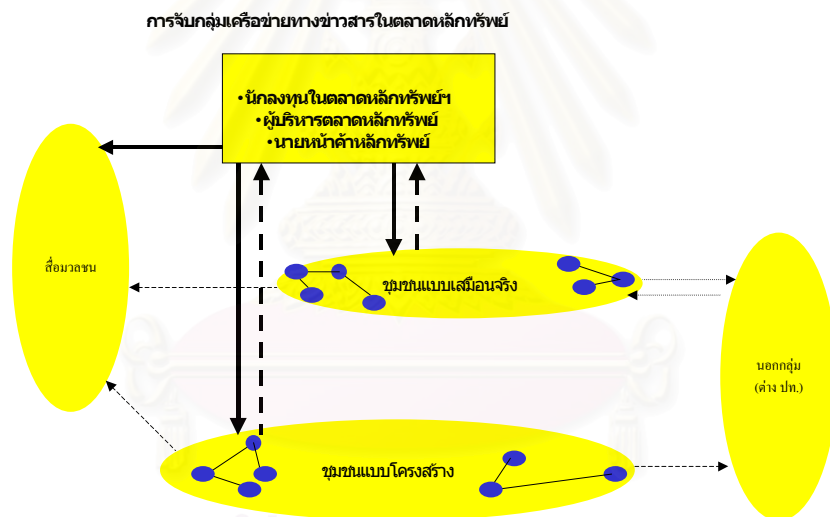 การจับกลุ่มเครือข่ายทางข่าวสารในตลาดหลักทรัพย์
•นักลงทุนในตลาดหลักทรัพย์ฯ
•ผู้บริหารตลาดหลักทรัพย์
•นายหน้าค้าหลักทรัพย์
สื่อมวลชน
ชุมชนแบบเสมือนจริง
นอกกลุ่ม
(ต่าง ปท.)
ชุมชนแบบโครงสร้าง